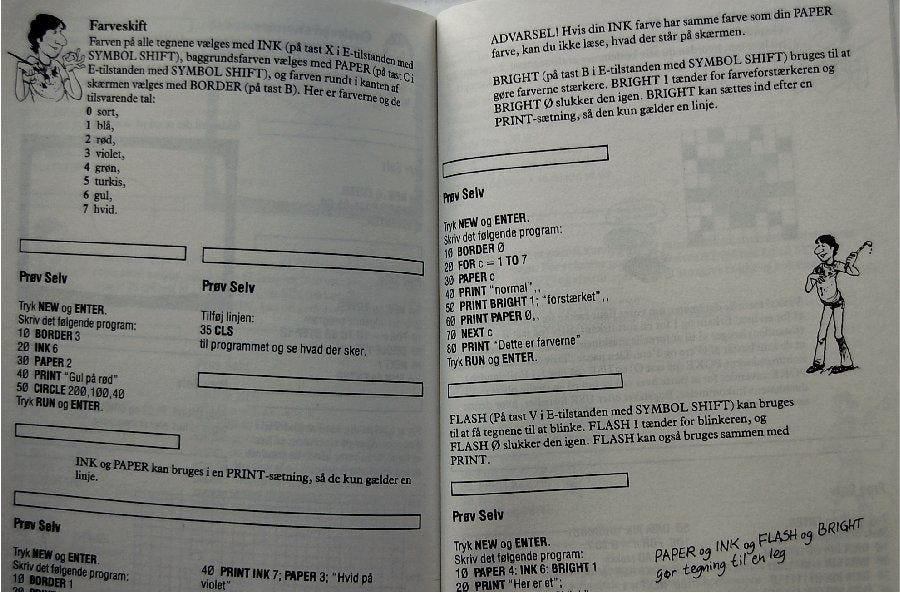 Farveskift
Farven på alle tegnene vælges med INK (på tast X i E-tilstanden med
SYMBOL SHIFT), baggrundsfarven vælges med PAPER (på tast C i
E-tilstanden med SYMBOL SHIFT), og farven rundt i kanten af
skærmen vælges med BORDER (på tast B). Her er farverne og de
tilsvarende tal:
0 sort,
1 blå,
2 rød,
3 violet,
4 grøn,
5 turkis,
6 gul,
7 hvid.
Prøv Selv
Tryk NEW og ENTER.
Skriv det følgende program:
10 BORDER 3
20 INK 6
30 PAPER 2
40 PRINT "Gul på rød"
50 CIRCLE 200,100,40
Tryk RUN og ENTER.
Prøv Selv
Tilføj linjen:
35 CLS
til programmet og se hvad der sker.
INK og PAPER kan bruges i en PRINT-sætning, så de kun gælder en
linje.
Prøv Selv
Tryk NEW og ENTER.
Skriv det følgende program:
10 BORDER 1
40 PRINT INK 7; PAPER 3; "Hvid på
violet"
ADVARSEL! Hvis din INK farve har samme farve som din PAPER
farve, kan du ikke læse, hvad der står på skærmen.
BRIGHT (på tast B i E-tilstanden med SYMBOL SHIFT) bruges til at
gøre farverne stærkere. BRIGHT 1 tænder for farveforstærkeren og
BRIGHT Ø slukker den igen. BRIGHT kan sættes ind efter en
PRINT-sætning, så den kun gælder en linje.
Prøv Selv
Tryk NEW og ENTER.
Skriv det følgende program:
10 BORDER Ø
20 FOR c = 1 TO 7
30 PAPER c
40 PRINT "normal",,
50 PRINT BRIGHT 1; "forstærket",,
60 PRINT PAPER Ø,,
70 NEXT c
80 PRINT "Dette er farverne"
Tryk RUN og ENTER.
FLASH (På tast V i E-tilstanden med SYMBOL SHIFT) kan bruges
til at få tegnene til at blinke. FLASH 1 tænder for blinkeren, og
FLASH Ø slukker den igen. FLASH kan også bruges sammen med
PRINT.
Prøv Selv
Tryk NEW og ENTER.
Skriv det følgende program:
10 PAPER 4: INK 6: BRIGHT 1
20 PRINT "Her er et";
PAPER og INK og FLASH og BRIGHT
gør tegning til en leg